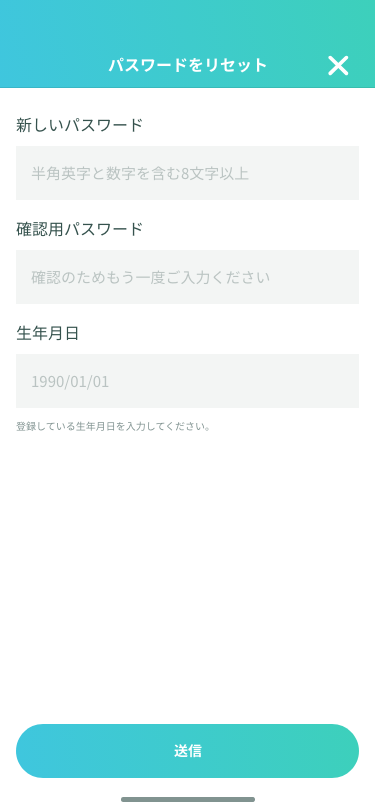 パスワードをリセット
新しいパスワード
半角英字と数字を含む8文字以上
確認用パスワード
確認のためもう一度ご入力ください
生年月日
1990/01/01
登録している生年月日を入力してください。
送信